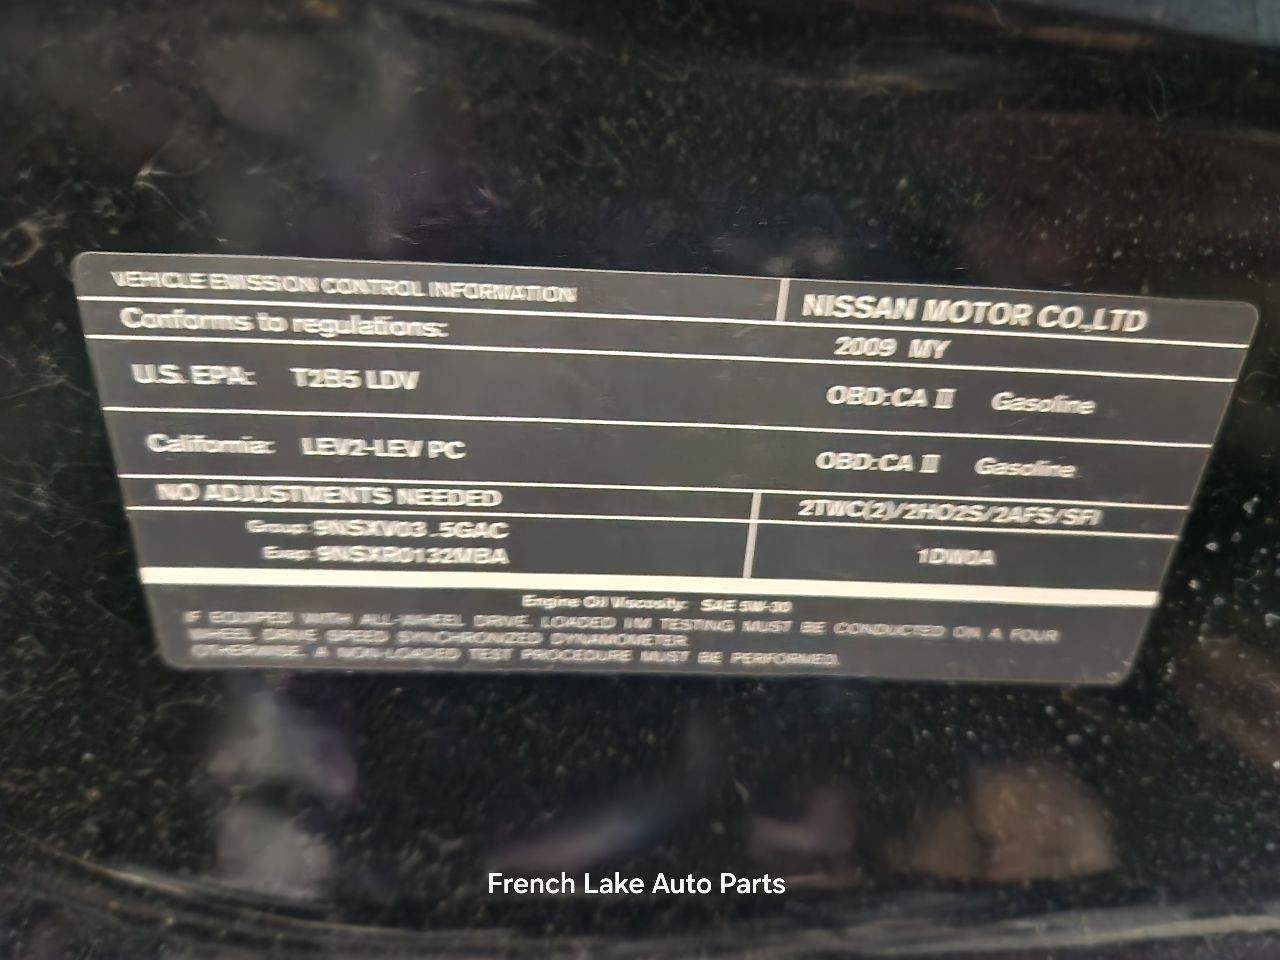 VEHICLE EMISSION CONTROL INFORMATION
NISSAN MOTOR CO.,LTD
Conforms to regulations:
2009 MY
U.S. EPA: T2B5 LDV
OBD:CA II Gasoline
California: LEV2-LEV PC
OBD:CA II Gasoline
NO ADJUSTMENTS NEEDED
2TWC(2)/2HO2S/2AFS/SFI
Group: 9NSXV03.5GAC
Evap: 9NSXR0132MBA
1DW0A
Engine Oil Viscosity: SAE 5W-30
IF EQUIPED WITH ALL-WHEEL DRIVE. LOADED I/M TESTING MUST BE CONDUCTED ON A FOUR
WHEEL DRIVE SPEED SYNCHRONIZED DYNAMOMETER.
OTHERWISE, A NON-LOADED TEST PROCEDURE MUST BE PERFORMED.
French Lake Auto Parts